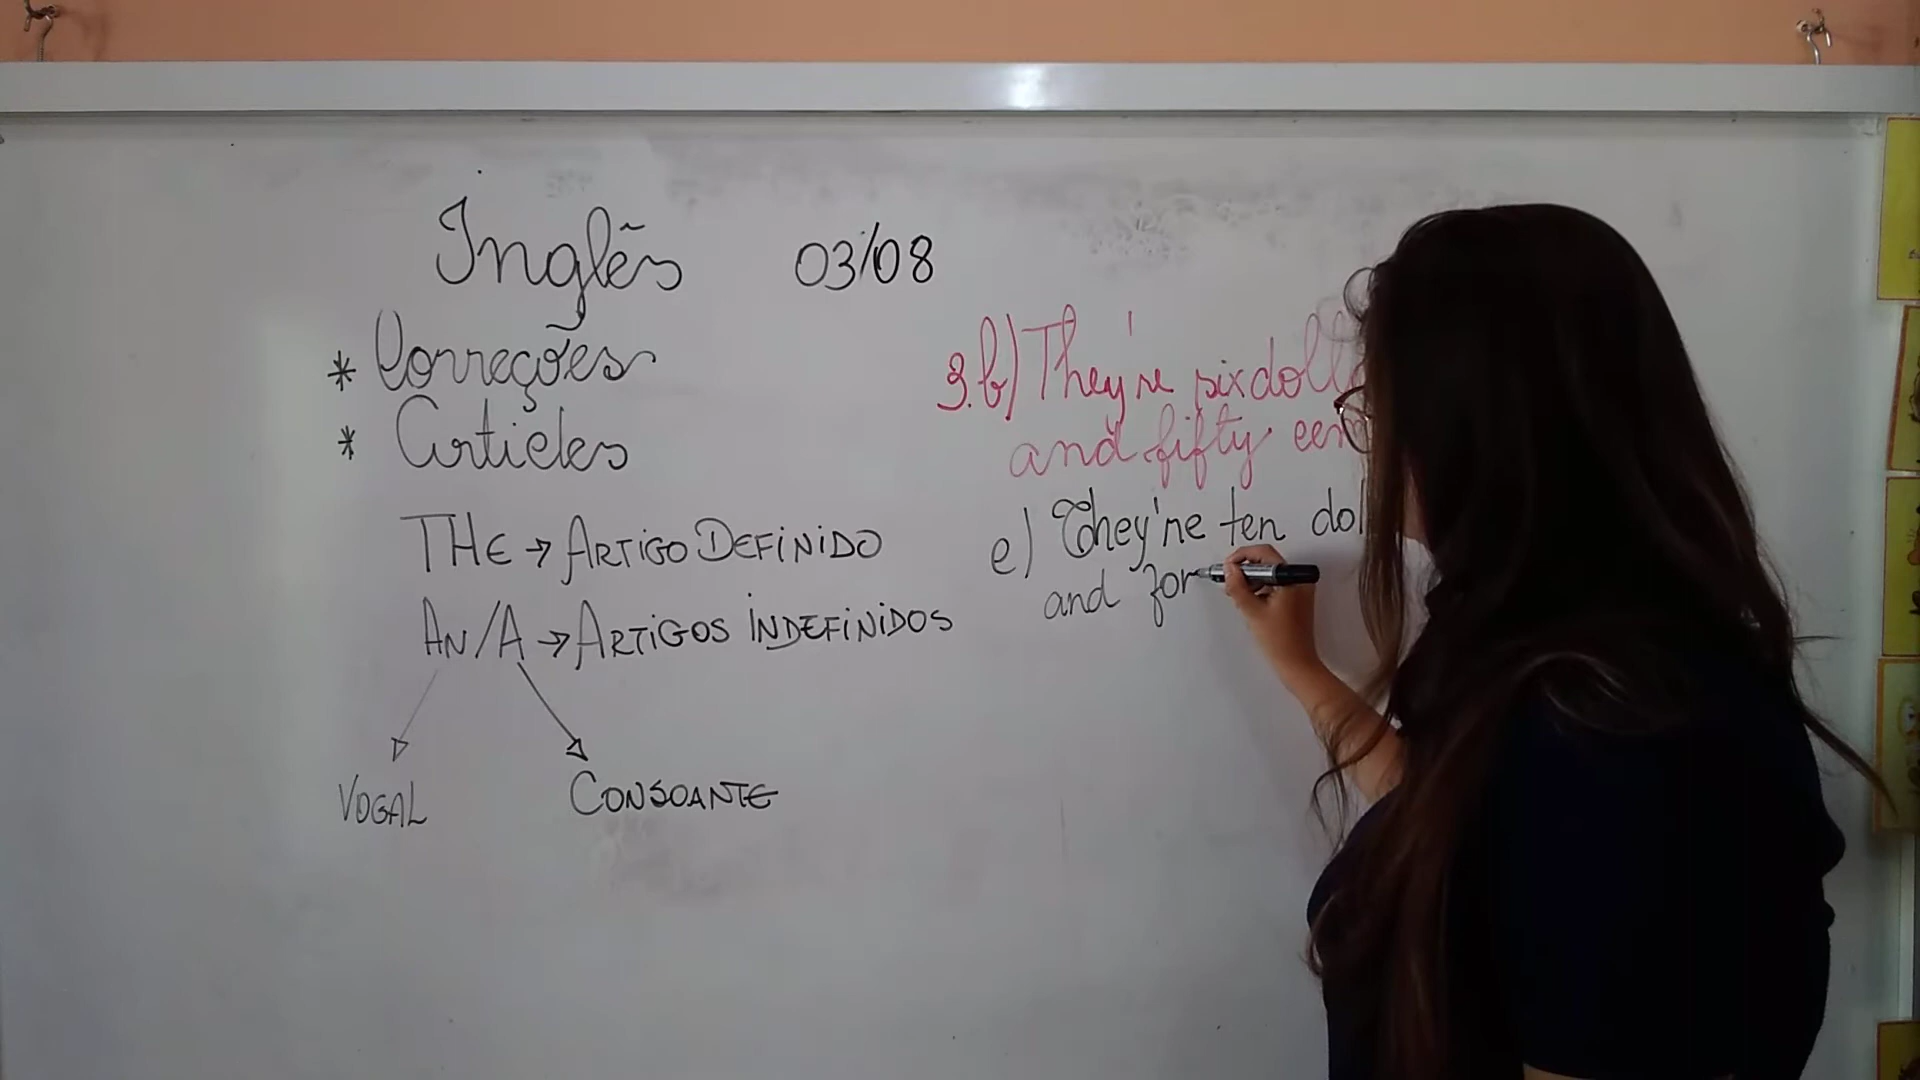 Inglês 03/08
* Correções
* Articles
THE → ARTIGO DEFINIDO
AN/A → ARTIGOS INDEFINIDOS
VOGAL CONSOANTE
3.b) They're six doll
and fifty cen
e) They're ten dol
and for